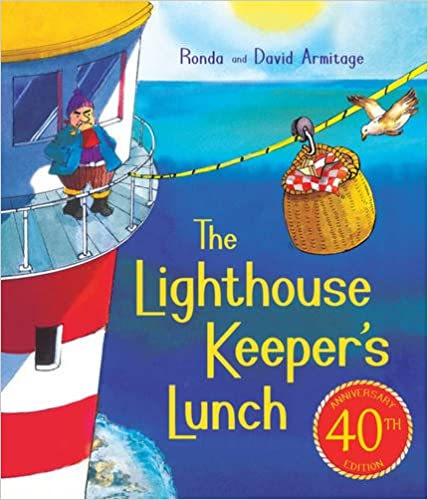 Ronda and David Armitage
The
Lighthouse
Keeper's
Lunch
ANNIVERSARY
40TH
EDITION